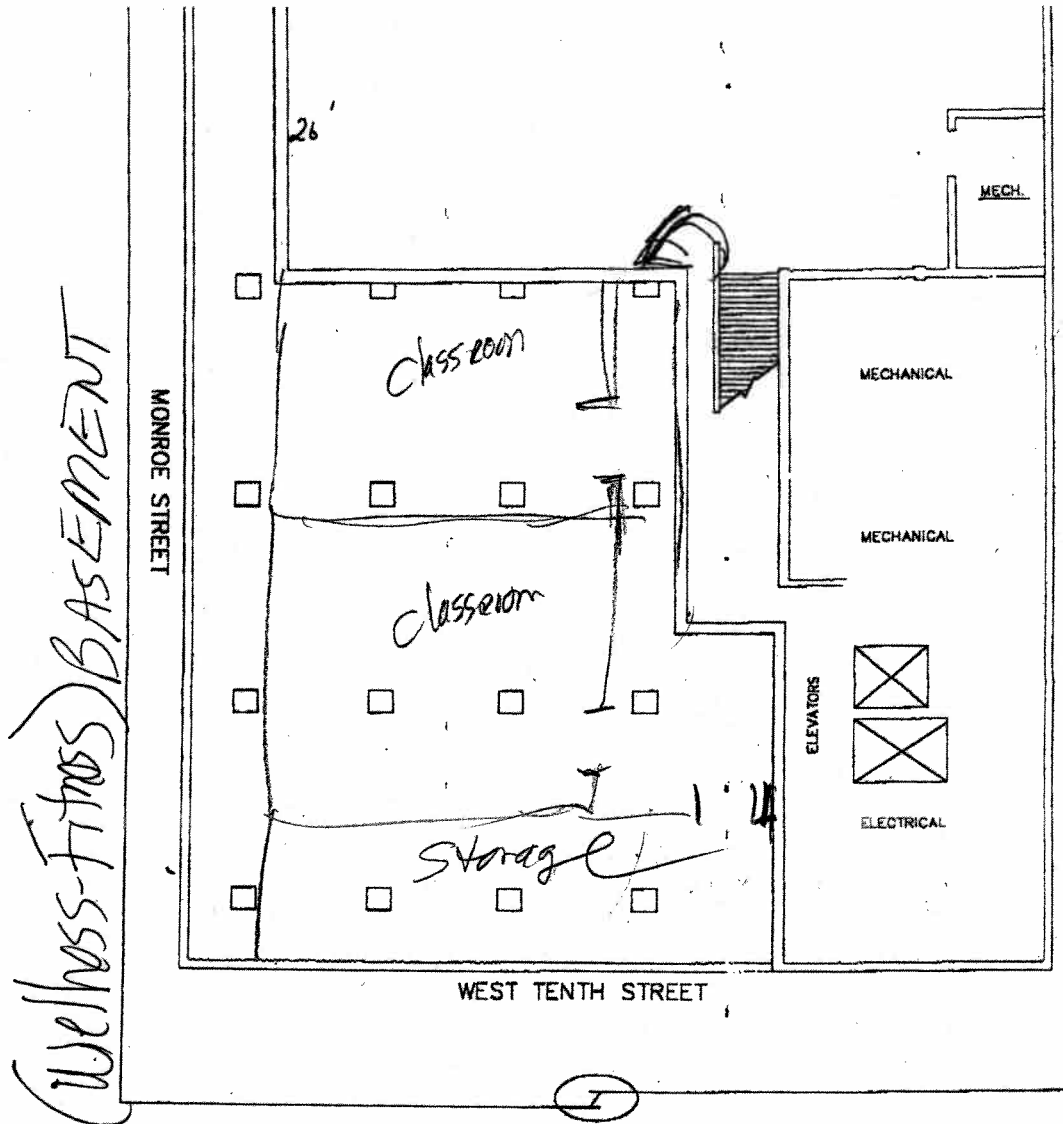 26'
MECH.
classroom
MECHANICAL
MONROE STREET
(Wellness-Fitness) BASEMENT
MECHANICAL
classroom
ELEVATORS
ELECTRICAL
Storage
WEST TENTH STREET